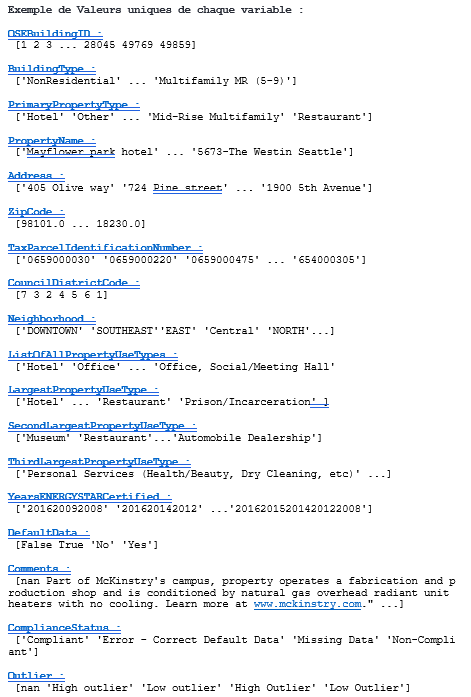 Exemple de Valeurs uniques de chaque variable :
OSEBuildingID :
[1 2 3 ... 28045 49769 49859]
BuildingType :
['NonResidential' ... 'Multifamily MR (5-9)']
PrimaryPropertyType :
['Hotel' 'Other' ... 'Mid-Rise Multifamily' 'Restaurant']
PropertyName :
['Mayflower park hotel' ... '5673-The Westin Seattle']
Address :
['405 Olive way' '724 Pine street' ... '1900 5th Avenue']
ZipCode :
[98101.0 ... 18230.0]
TaxParcelIdentificationNumber :
['0659000030' '0659000220' '0659000475' ... '654000305']
CouncilDistrictCode :
[7 3 2 4 5 6 1]
Neighborhood :
['DOWNTOWN' 'SOUTHEAST''EAST' 'Central' 'NORTH'...]
ListOfAllPropertyUseTypes :
['Hotel' 'Office' ... 'Office, Social/Meeting Hall'
LargestPropertyUseType :
['Hotel' ... 'Restaurant' 'Prison/Incarceration' ]
SecondLargestPropertyUseType :
['Museum' 'Restaurant'...'Automobile Dealership']
ThirdLargestPropertyUseType :
['Personal Services (Health/Beauty, Dry Cleaning, etc)' ...]
YearsENERGYSTARCertified :
['201620092008' '201620142012' ...'20162015201420122008']
DefaultData :
[False True 'No' 'Yes']
Comments :
[nan Part of McKinstry's campus, property operates a fabrication and p
roduction shop and is conditioned by natural gas overhead radiant unit
heaters with no cooling. Learn more at www.mckinstry.com." ...]
ComplianceStatus :
['Compliant' 'Error - Correct Default Data' 'Missing Data' 'Non-Compli
ant']
Outlier :
[nan 'High outlier' 'Low outlier' 'High Outlier' 'Low Outlier']